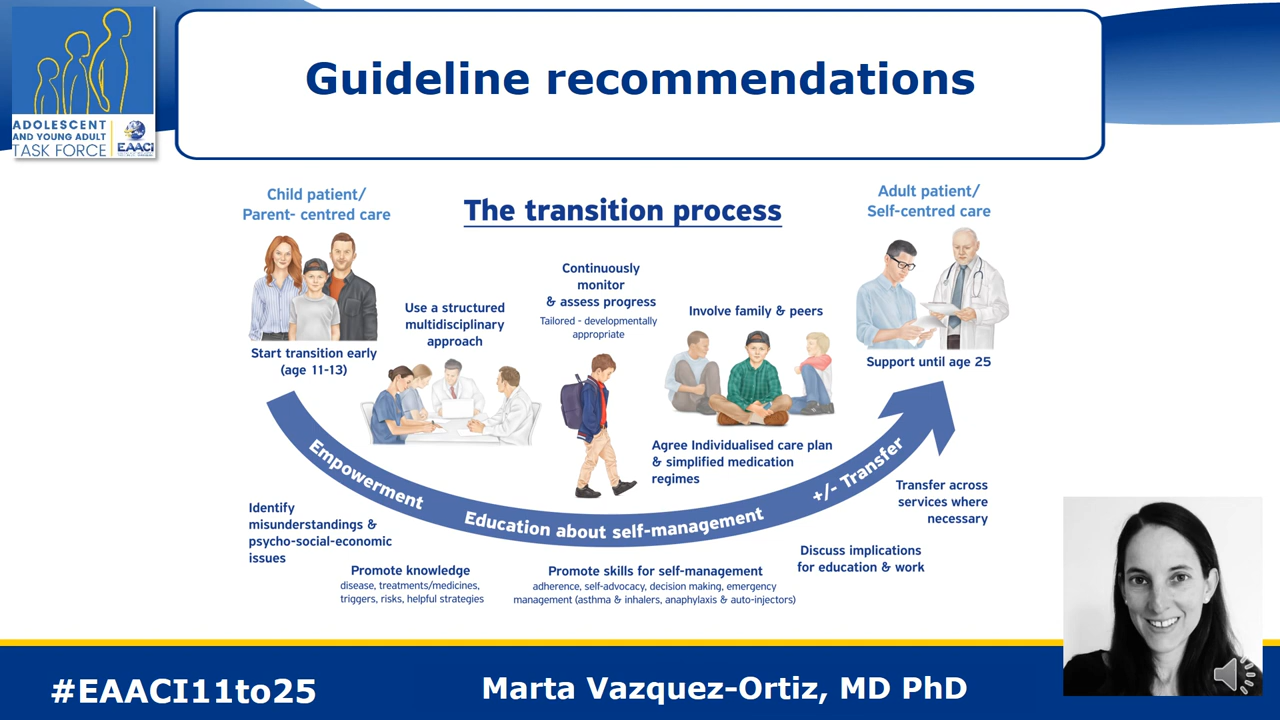 Guideline recommendations
ADOLESCENT
AND YOUNG ADULT
TASK FORCE
EAACI
Child patient/
Parent- centred care
The transition process
Adult patient/
Self-centred care
Start transition early
(age 11-13)
Use a structured
multidisciplinary
approach
Continuously
monitor
& assess progress
Tailored - developmentally
appropriate
Involve family & peers
Support until age 25
Agree Individualised care plan
& simplified medication
regimes
Empowerment
Education about self-management
+/- Transfer
Identify
misunderstandings &
psycho-social-economic
issues
Promote knowledge
disease, treatments/medicines,
triggers, risks, helpful strategies
Promote skills for self-management
adherence, self-advocacy, decision making, emergency
management (asthma & inhalers, anaphylaxis & auto-injectors)
Discuss implications
for education & work
Transfer across
services where
necessary
#EAACI11to25
Marta Vazquez-Ortiz, MD PhD